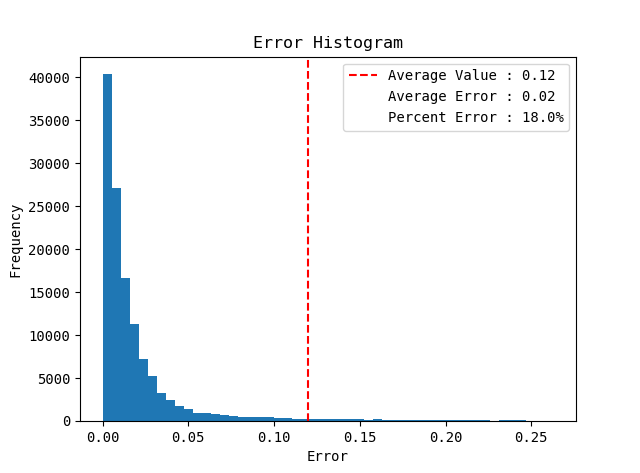 Error Histogram
Average Value : 0.12
Average Error : 0.02
Percent Error : 18.0%
Frequency
40000
35000
30000
25000
20000
15000
10000
5000
0
0.00 0.05 0.10 0.15 0.20 0.25
Error